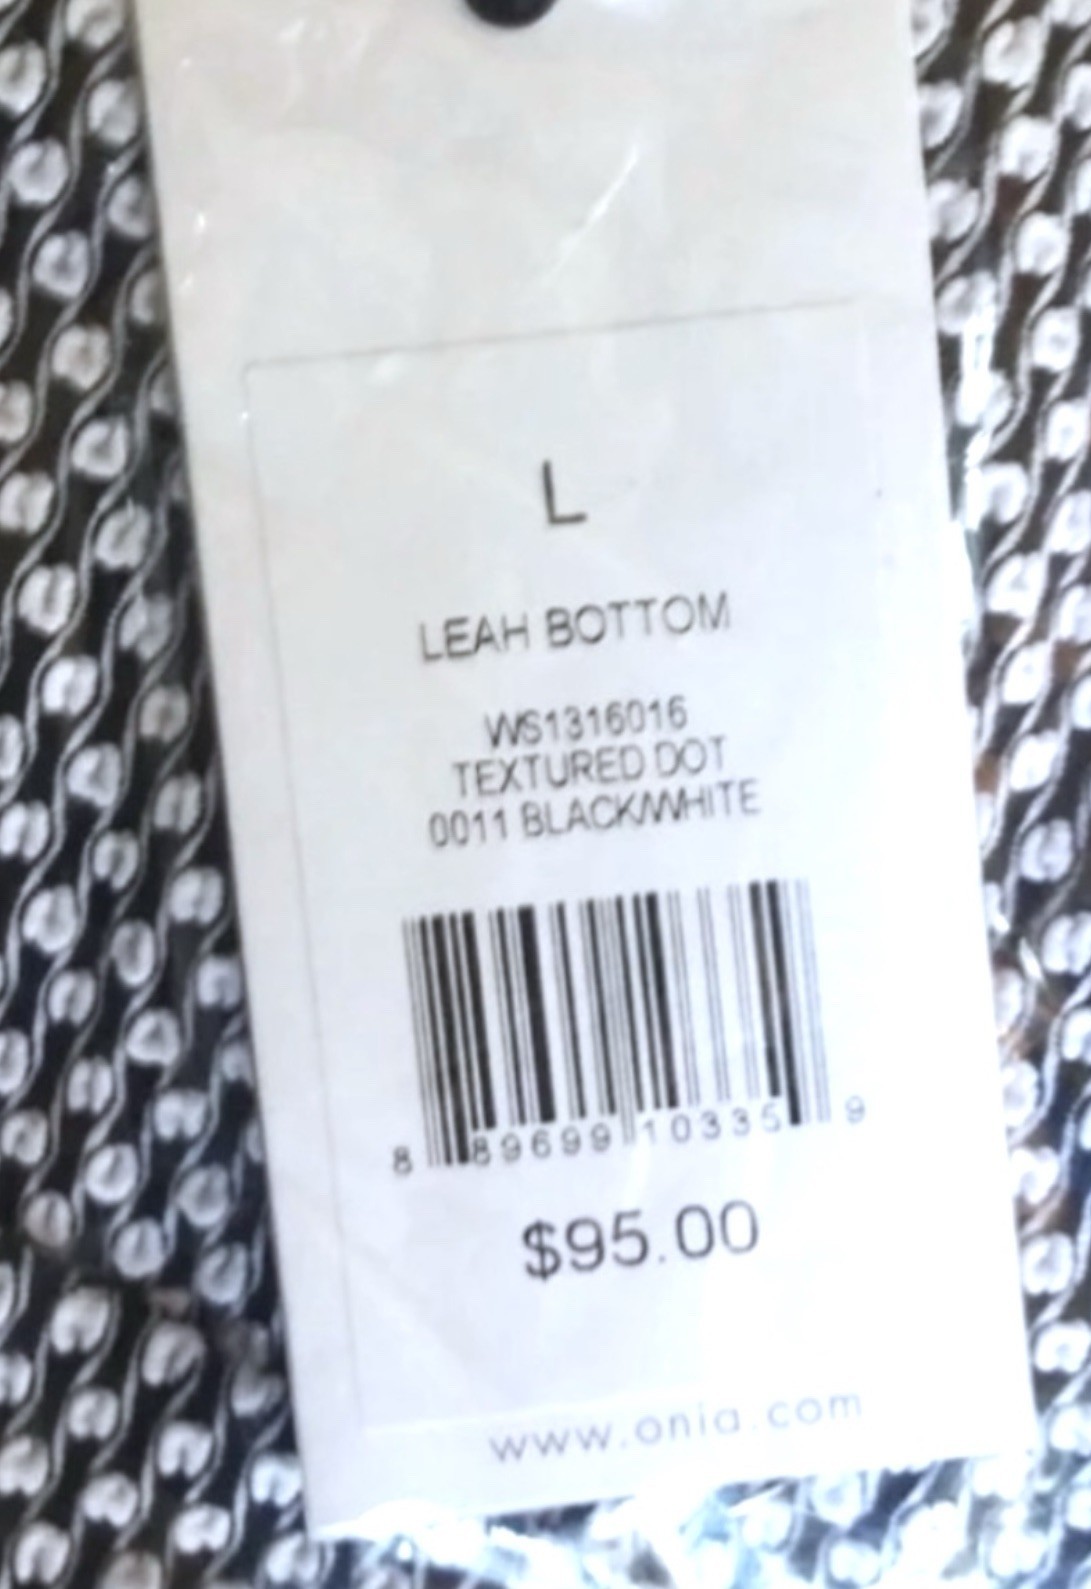 L
LEAH BOTTOM
WS1316016
TEXTURED DOT
0011 BLACK/WHITE
8 89699 10335 9
$95.00
www.onia.com